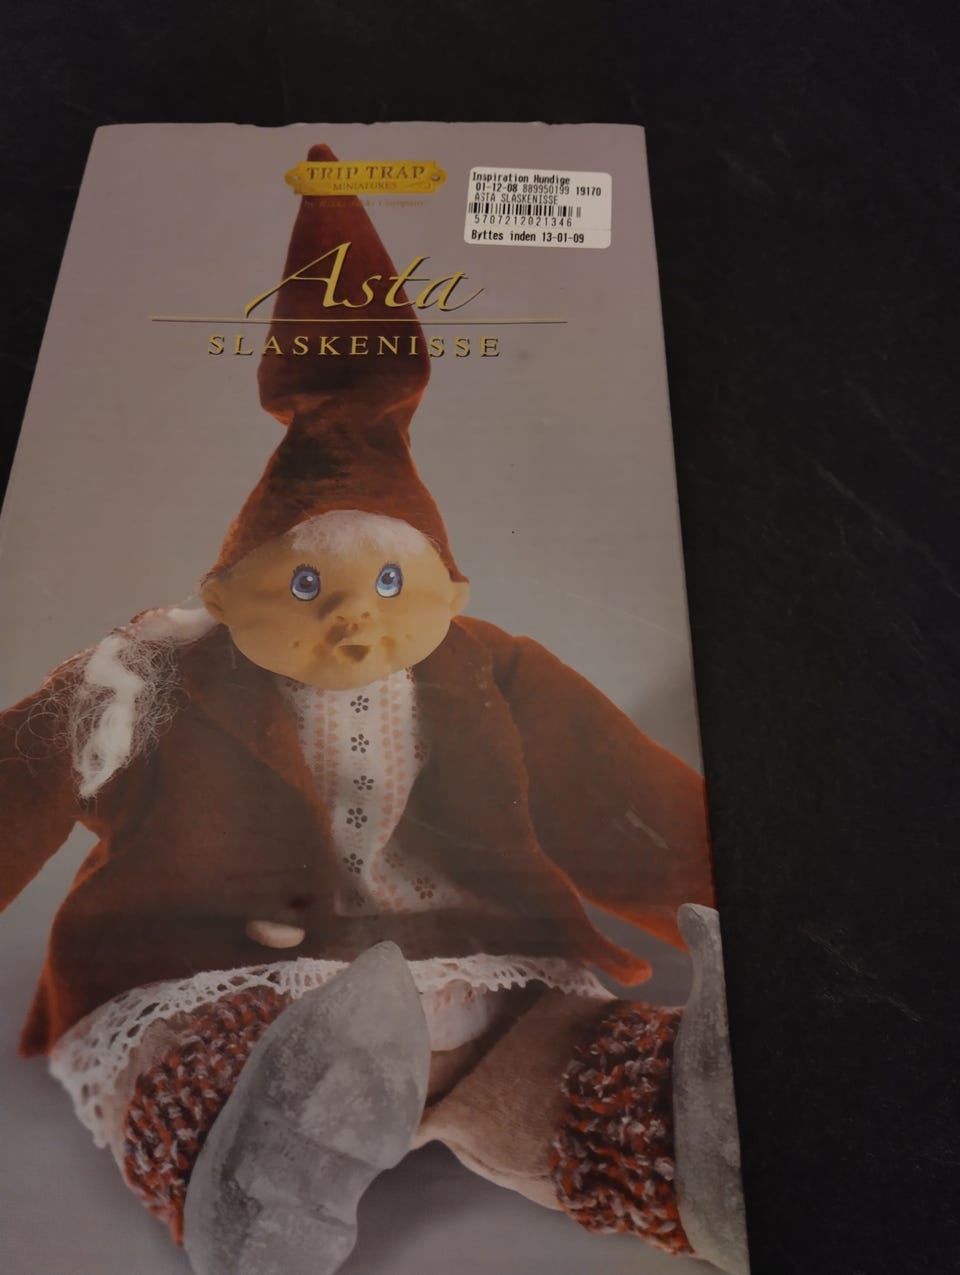 TRIP TRAP
MINIATURES
Asta
SLASKENISSE
Inspiration Hundige
01-12-08 889950199 19170
ASTA SLASKENISSE
5707212021346
Byttes inden 13-01-09